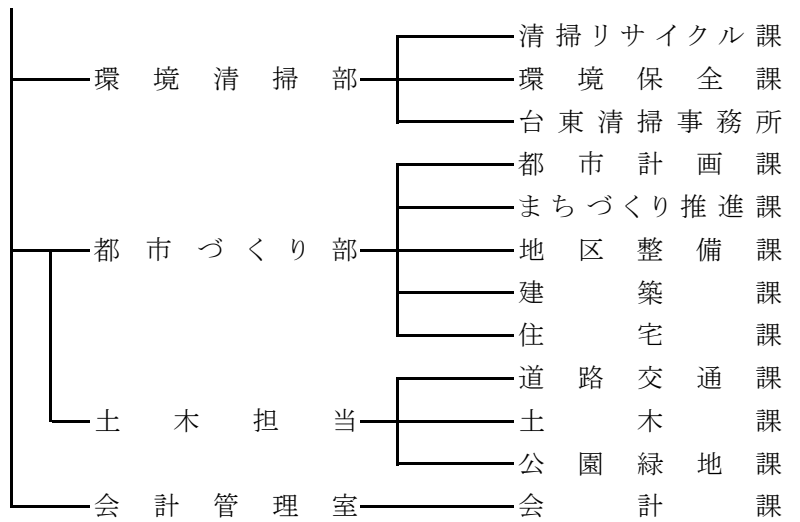 清掃リサイクル課
環境清掃部 環境保全課
台東清掃事務所
都市計画課
まちづくり推進課
都市づくり部 地区整備課
建築課
住宅課
道路交通課
土木担当 土木課
公園緑地課
会計管理室 会計課